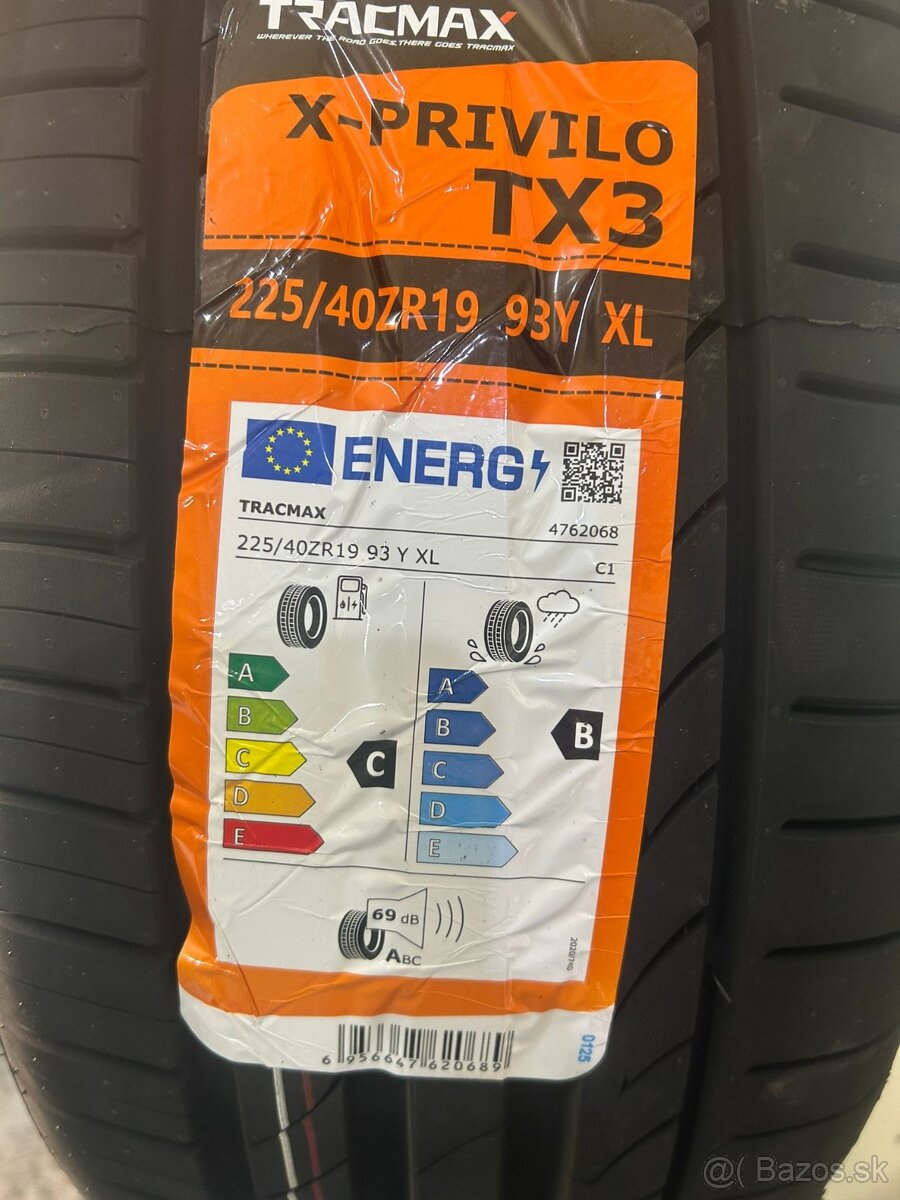 TRACMAX
WHEREVER THE ROAD GOES,THERE GOES TRACMAX
X-PRIVILO
TX3
225/40ZR19 93Y XL
ENERG
TRACMAX
4762068
225/40ZR19 93 Y XL
C1
A
B
C
D
E
C
A
B
C
D
E
B
69 dB
ABC
2020/740
6 956647 620689
0125
@( Bazos.sk